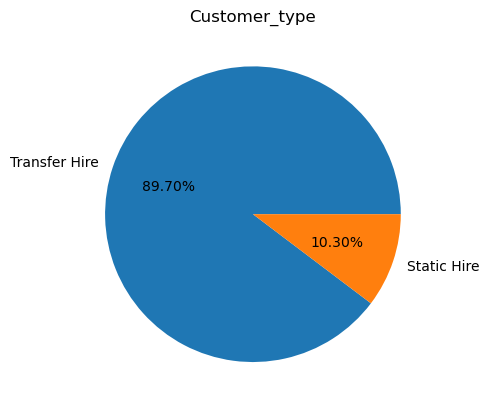 Customer_type
Transfer Hire
89.70%
10.30%
Static Hire